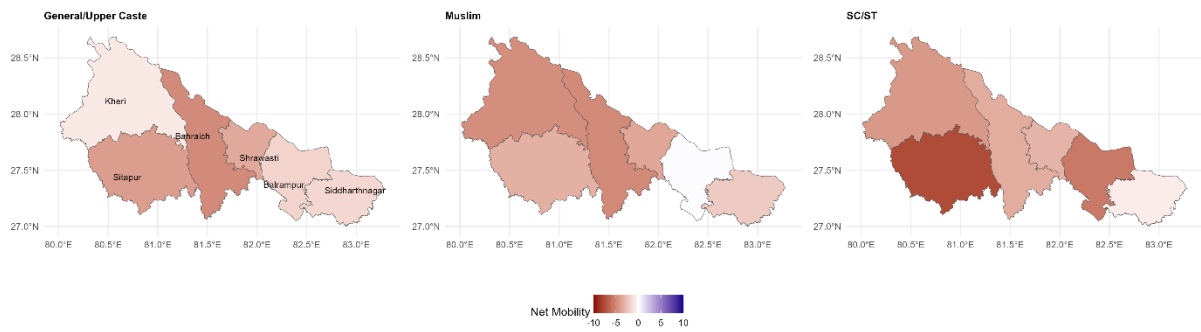 General/Upper Caste
Muslim
SC/ST
28.5°N
28.0°N
27.5°N
27.0°N
Kheri
Bahraich
Shrawasti
Sitapur
Balrampur
Siddharthnagar
80.0°E 80.5°E 81.0°E 81.5°E 82.0°E 82.5°E 83.0°E
28.5°N
28.0°N
27.5°N
27.0°N
80.0°E 80.5°E 81.0°E 81.5°E 82.0°E 82.5°E 83.0°E
28.5°N
28.0°N
27.5°N
27.0°N
80.0°E 80.5°E 81.0°E 81.5°E 82.0°E 82.5°E 83.0°E
Net Mobility
-10 -5 0 5 10